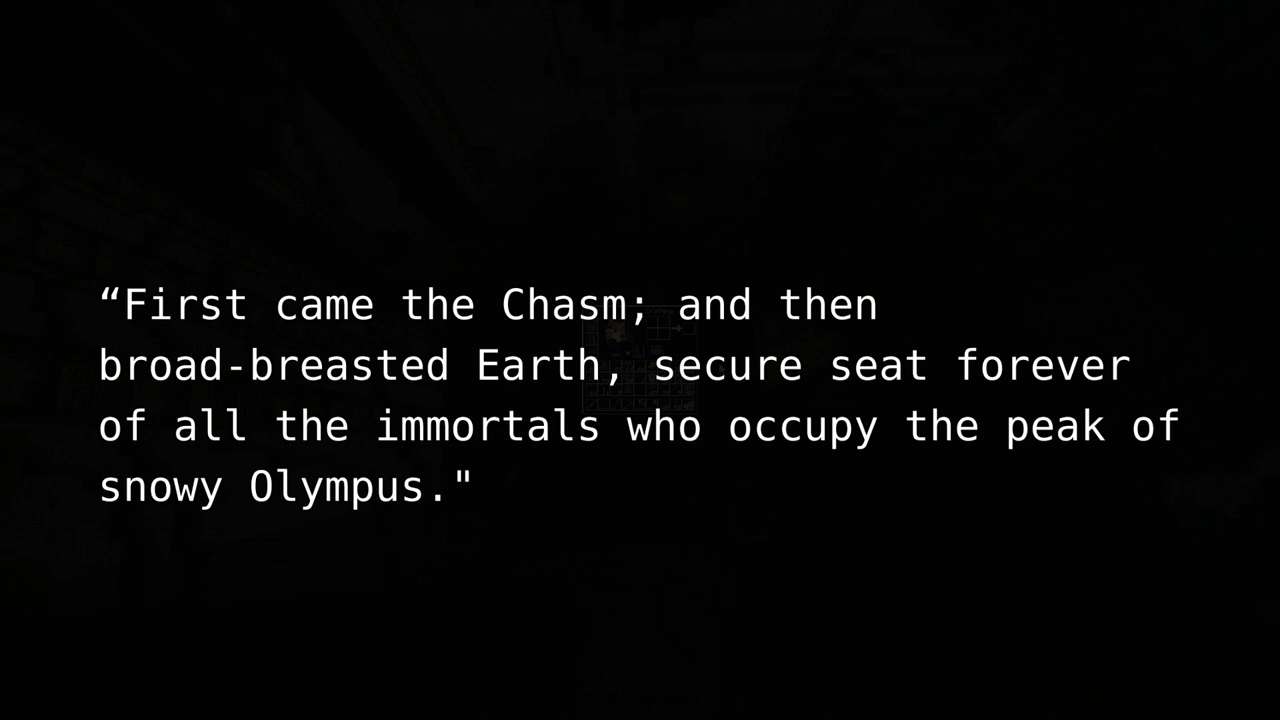 “First came the Chasm; and then
broad-breasted Earth, secure seat forever
of all the immortals who occupy the peak of
snowy Olympus."